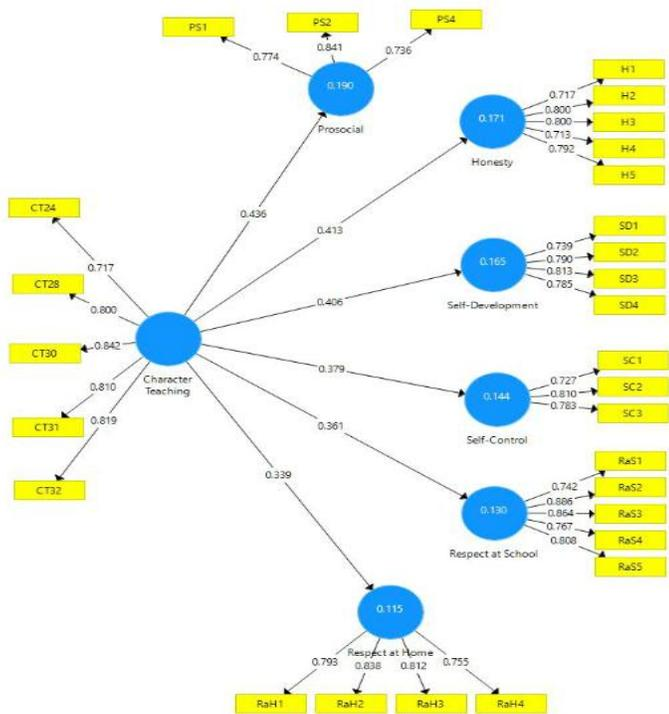 PS1
PS2
PS4
0.774
0.841
0.736
0.190
Prosocial
H1
H2
H3
H4
H5
0.717
0.800
0.800
0.713
0.792
0.171
Honesty
0.436
0.413
CT24
CT28
CT30
CT31
CT32
0.717
0.800
0.842
0.810
0.819
Character
Teaching
0.406
SD1
SD2
SD3
SD4
0.739
0.790
0.813
0.785
0.165
Self-Development
0.379
SC1
SC2
SC3
0.727
0.810
0.783
0.144
Self-Control
0.361
RaS1
RaS2
RaS3
RaS4
RaS5
0.742
0.886
0.864
0.767
0.808
0.130
Respect at School
0.339
0.115
Respect at Home
0.793
0.838
0.812
0.755
RaH1
RaH2
RaH3
RaH4